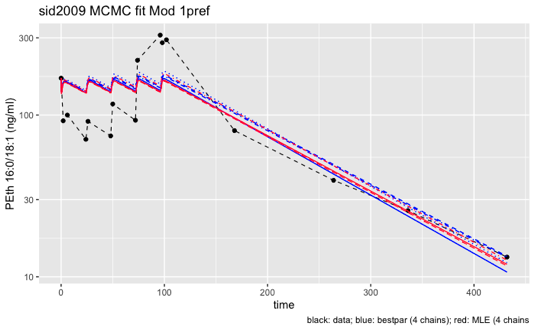 sid2009 MCMC fit Mod 1pref
PEth 16:0/18:1 (ng/ml)
300
100
30
10
0
100
200
300
400
time
black: data; blue: bestpar (4 chains); red: MLE (4 chains